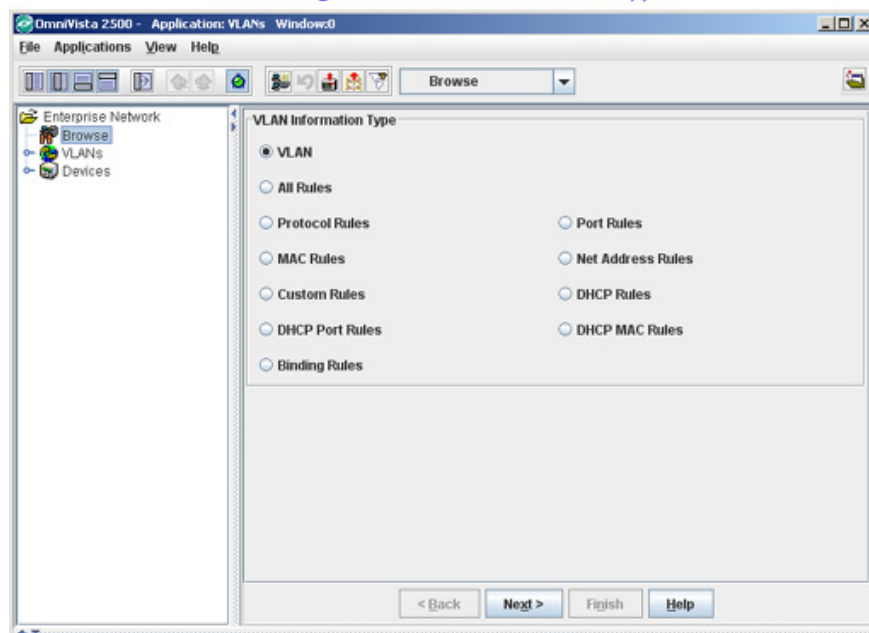 OmniVista 2500 - Application: VLANs Window:0
File Applications View Help
Browse
Enterprise Network
Browse
VLANs
Devices
VLAN Information Type
VLAN
All Rules
Protocol Rules Port Rules
MAC Rules Net Address Rules
Custom Rules DHCP Rules
DHCP Port Rules DHCP MAC Rules
Binding Rules
< Back Next > Finish Help